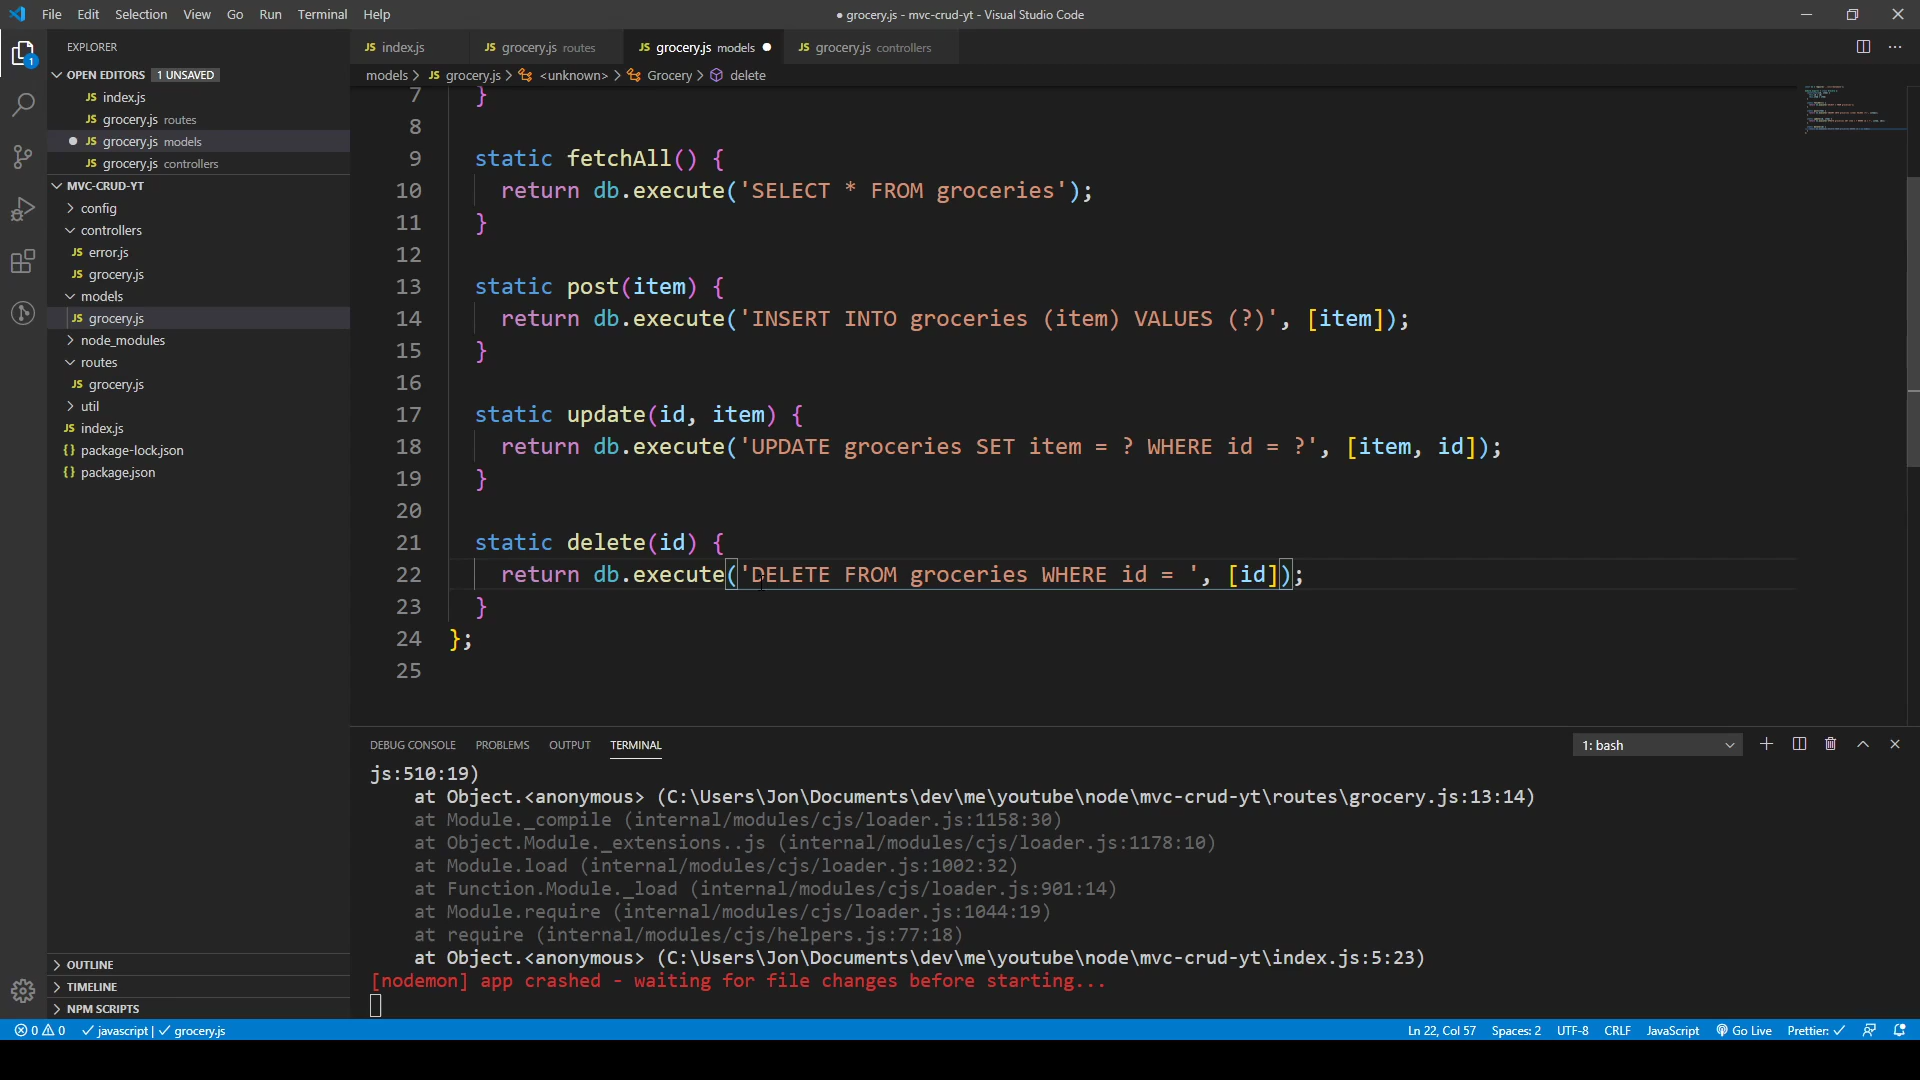 File Edit Selection View Go Run Terminal Help
● grocery.js - mvc-crud-yt - Visual Studio Code
EXPLORER
OPEN EDITORS 1 UNSAVED
JS index.js
JS grocery.js routes
JS grocery.js models
JS grocery.js controllers
MVC-CRUD-YT
config
controllers
JS error.js
JS grocery.js
models
JS grocery.js
node_modules
routes
JS grocery.js
util
JS index.js
{} package-lock.json
{} package.json
OUTLINE
TIMELINE
NPM SCRIPTS
1
JS index.js JS grocery.js routes JS grocery.js models ● JS grocery.js controllers
models > JS grocery.js > <unknown> > Grocery > delete
7 }
8
9 static fetchAll() {
10 return db.execute('SELECT * FROM groceries');
11 }
12
13 static post(item) {
14 return db.execute('INSERT INTO groceries (item) VALUES (?)', [item]);
15 }
16
17 static update(id, item) {
18 return db.execute('UPDATE groceries SET item = ? WHERE id = ?', [item, id]);
19 }
20
21 static delete(id) {
22 return db.execute('DELETE FROM groceries WHERE id = ', [id]);
23 }
24 };
25
DEBUG CONSOLE PROBLEMS OUTPUT TERMINAL
1: bash
js:510:19)
at Object.<anonymous> (C:\Users\Jon\Documents\dev\me\youtube\node\mvc-crud-yt\routes\grocery.js:13:14)
at Module._compile (internal/modules/cjs/loader.js:1158:30)
at Object.Module._extensions..js (internal/modules/cjs/loader.js:1178:10)
at Module.load (internal/modules/cjs/loader.js:1002:32)
at Function.Module._load (internal/modules/cjs/loader.js:901:14)
at Module.require (internal/modules/cjs/loader.js:1044:19)
at require (internal/modules/cjs/helpers.js:77:18)
at Object.<anonymous> (C:\Users\Jon\Documents\dev\me\youtube\node\mvc-crud-yt\index.js:5:23)
[nodemon] app crashed - waiting for file changes before starting...
0 0 javascript | grocery.js
Ln 22, Col 57 Spaces: 2 UTF-8 CRLF JavaScript Go Live Prettier: ✓